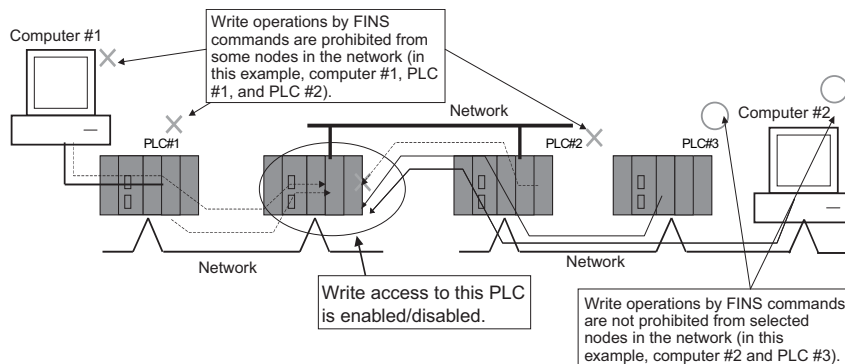 Computer #1
Write operations by FINS
commands are prohibited from
some nodes in the network (in
this example, computer #1, PLC
#1, and PLC #2).
Network
Computer #2
PLC#1
PLC#2
PLC#3
Network
Network
Write access to this PLC
is enabled/disabled.
Write operations by FINS commands
are not prohibited from selected
nodes in the network (in this
example, computer #2 and PLC #3).